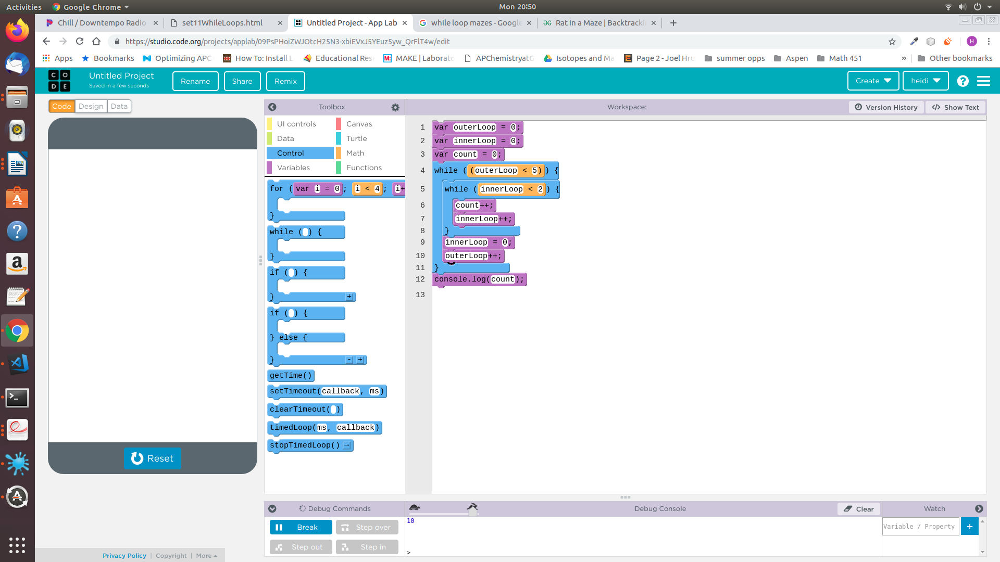 Activities Google Chrome Mon 20:50
Chill / Downtempo Radio set11WhileLoops.html Untitled Project - App Lab while loop mazes - Google Rat in a Maze | Backtracki
https://studio.code.org/projects/applab/09PsPHoiZWJOtcH25N3-xbiEVxJ5YEuz5yw_QrFlT4w/edit H
Apps Bookmarks Optimizing APC How To: Install L Educational Res MAKE | Laborato APChemistryatG Isotopes and Ma Page 2 - Joel Hru summer opps Aspen Math 451 » Other bookmarks
CODE
Untitled Project
Saved in a few seconds
Rename Share Remix Create heidi ?
Code Design Data
Toolbox
Workspace:
Version History </> Show Text
UI controls Canvas
Data Turtle
Control Math
Variables Functions
for (var i = 0; i < 4; i+
}
while ( ) {
}
if ( ) {
} +
if ( ) {
} else {
} - +
getTime()
setTimeout(callback, ms)
clearTimeout( )
timedLoop(ms, callback)
stopTimedLoop() →
1 var outerLoop = 0;
2 var innerLoop = 0;
3 var count = 0;
4 while ((outerLoop < 5)) {
5 while (innerLoop < 2) {
6 count++;
7 innerLoop++;
8 }
9 innerLoop = 0;
10 outerLoop++;
11 }
12 console.log(count);
13
Reset
Debug Commands Debug Console Clear Watch
Break Step over
Step out Step in
10
>
Variable / Property +
Privacy Policy | Copyright | More